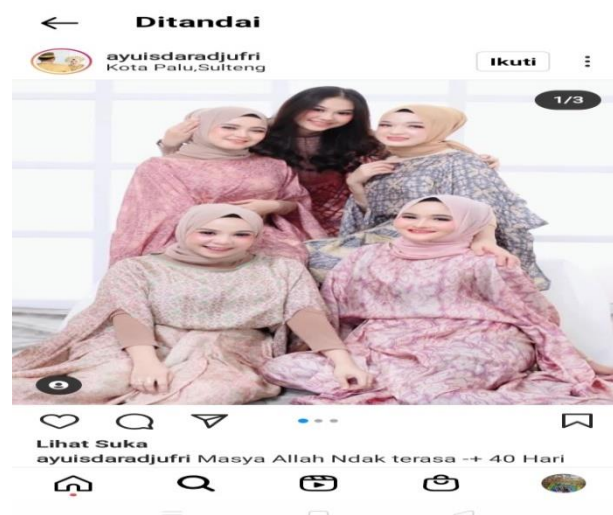 Ditandai
ayuisdaradjufri
Kota Palu,Sulteng
Ikuti
1/3
Lihat Suka
ayuisdaradjufri Masya Allah Ndak terasa -+ 40 Hari